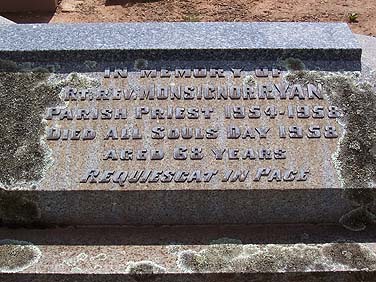 IN MEMORY OF
RT. REV. MONSIGNOR RYAN
PARISH PRIEST 1954-1958
DIED ALL SOULS DAY 1958
AGED 68 YEARS
REQUIESCAT IN PACE